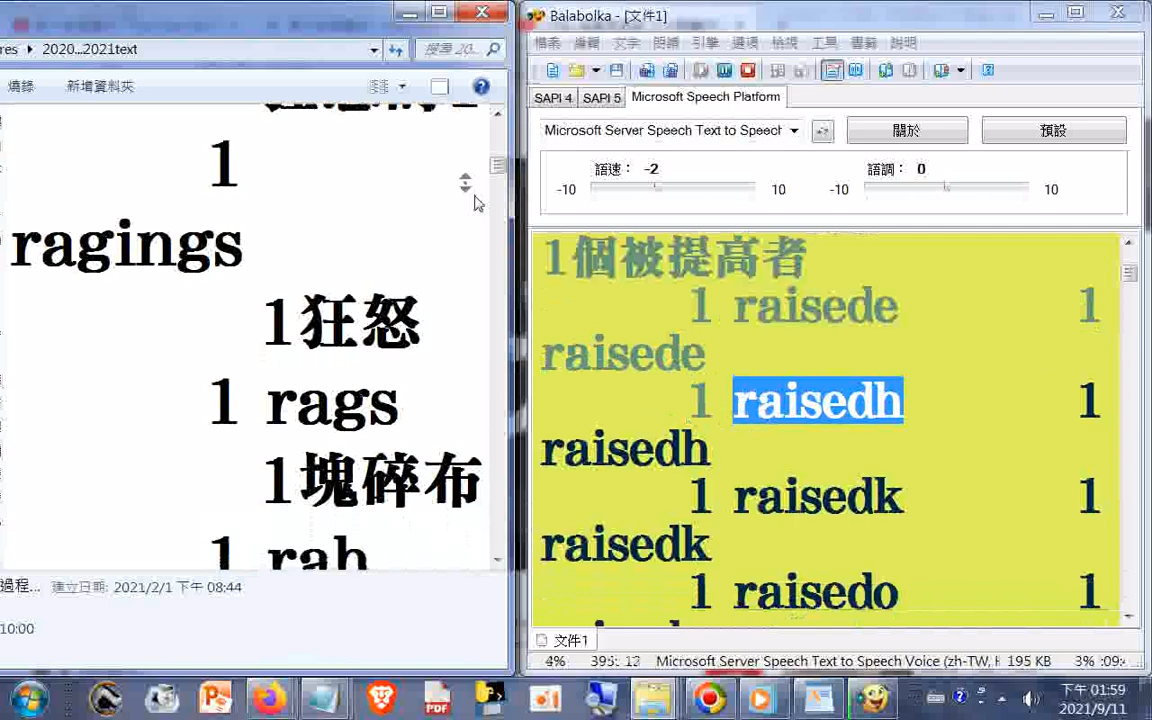 res ▸ 2020...2021text
搜尋 20...
燒錄 新增資料夾
1
ragings
1狂怒
1 rags
1塊碎布
1 rah
過程... 建立日期: 2021/2/1 下午 08:44
10:00
Balabolka - [文件1]
檔案 編輯 文字 閱讀 引擎 選項 檢視 工具 書籤 說明
SAPI 4 SAPI 5 Microsoft Speech Platform
Microsoft Server Speech Text to Speech
關於 預設
語速： -2 語調： 0
-10 10 -10 10
1個被提高者
1 raisede 1
raisede
1 raisedh 1
raisedh
1 raisedk 1
raisedk
1 raisedo 1
文件1
4% Microsoft Server Speech Text to Speech Voice (zh-TW, 195 KB 3%
PDF
下午 01:59
2021/9/11